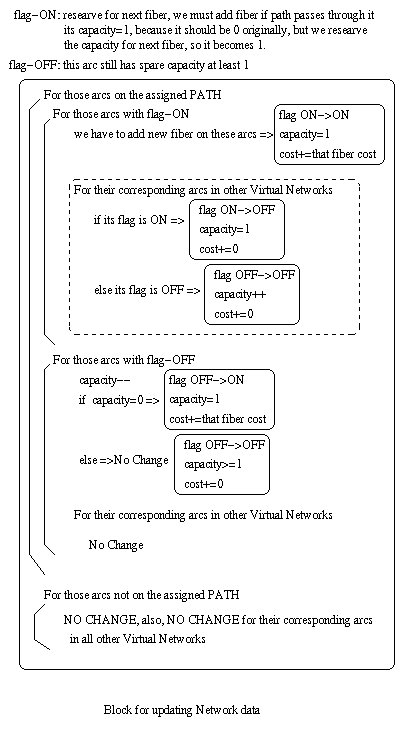 flag-ON: researve for next fiber, we must add fiber if path passes through it
its capacity=1, because it should be 0 originally, but we researve
the capacity for next fiber, so it becomes 1.
flag-OFF: this arc still has spare capacity at least 1
For those arcs on the assigned PATH
For those arcs with flag-ON
we have to add new fiber on these arcs =>
flag ON->ON
capacity=1
cost+=that fiber cost
For their corresponding arcs in other Virtual Networks
if its flag is ON =>
flag ON->OFF
capacity=1
cost+=0
else its flag is OFF =>
flag OFF->OFF
capacity++
cost+=0
For those arcs with flag-OFF
capacity--
if capacity=0 =>
flag OFF->ON
capacity=1
cost+=that fiber cost
else =>No Change
flag OFF->OFF
capacity>=1
cost+=0
For their corresponding arcs in other Virtual Networks
No Change
For those arcs not on the assigned PATH
NO CHANGE, also, NO CHANGE for their corresponding arcs
in all other Virtual Networks
Block for updating Network data